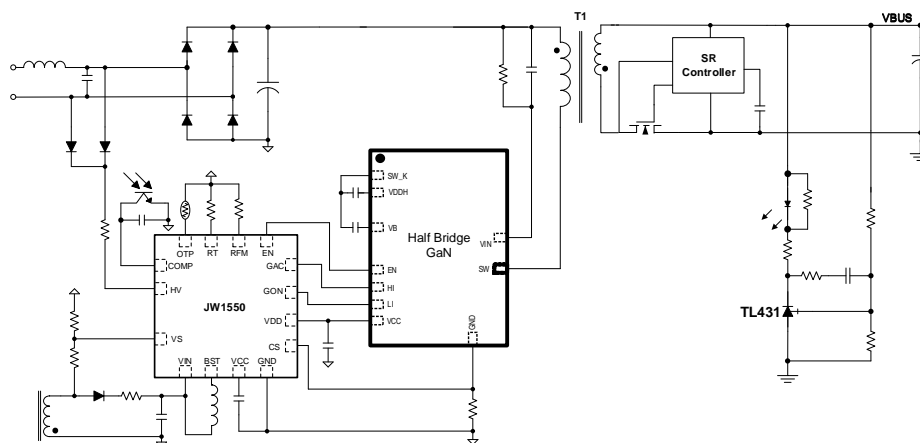 T1
VBUS
SR
Controller
SW_K
VDDH
VB
Half Bridge
GaN
VIN
SW
EN
HI
LI
VCC
GND
OTP
RT
RFM
EN
COMP
GAC
HV
GON
JW1550
VDD
VS
CS
VIN
BST
VCC
GND
TL431